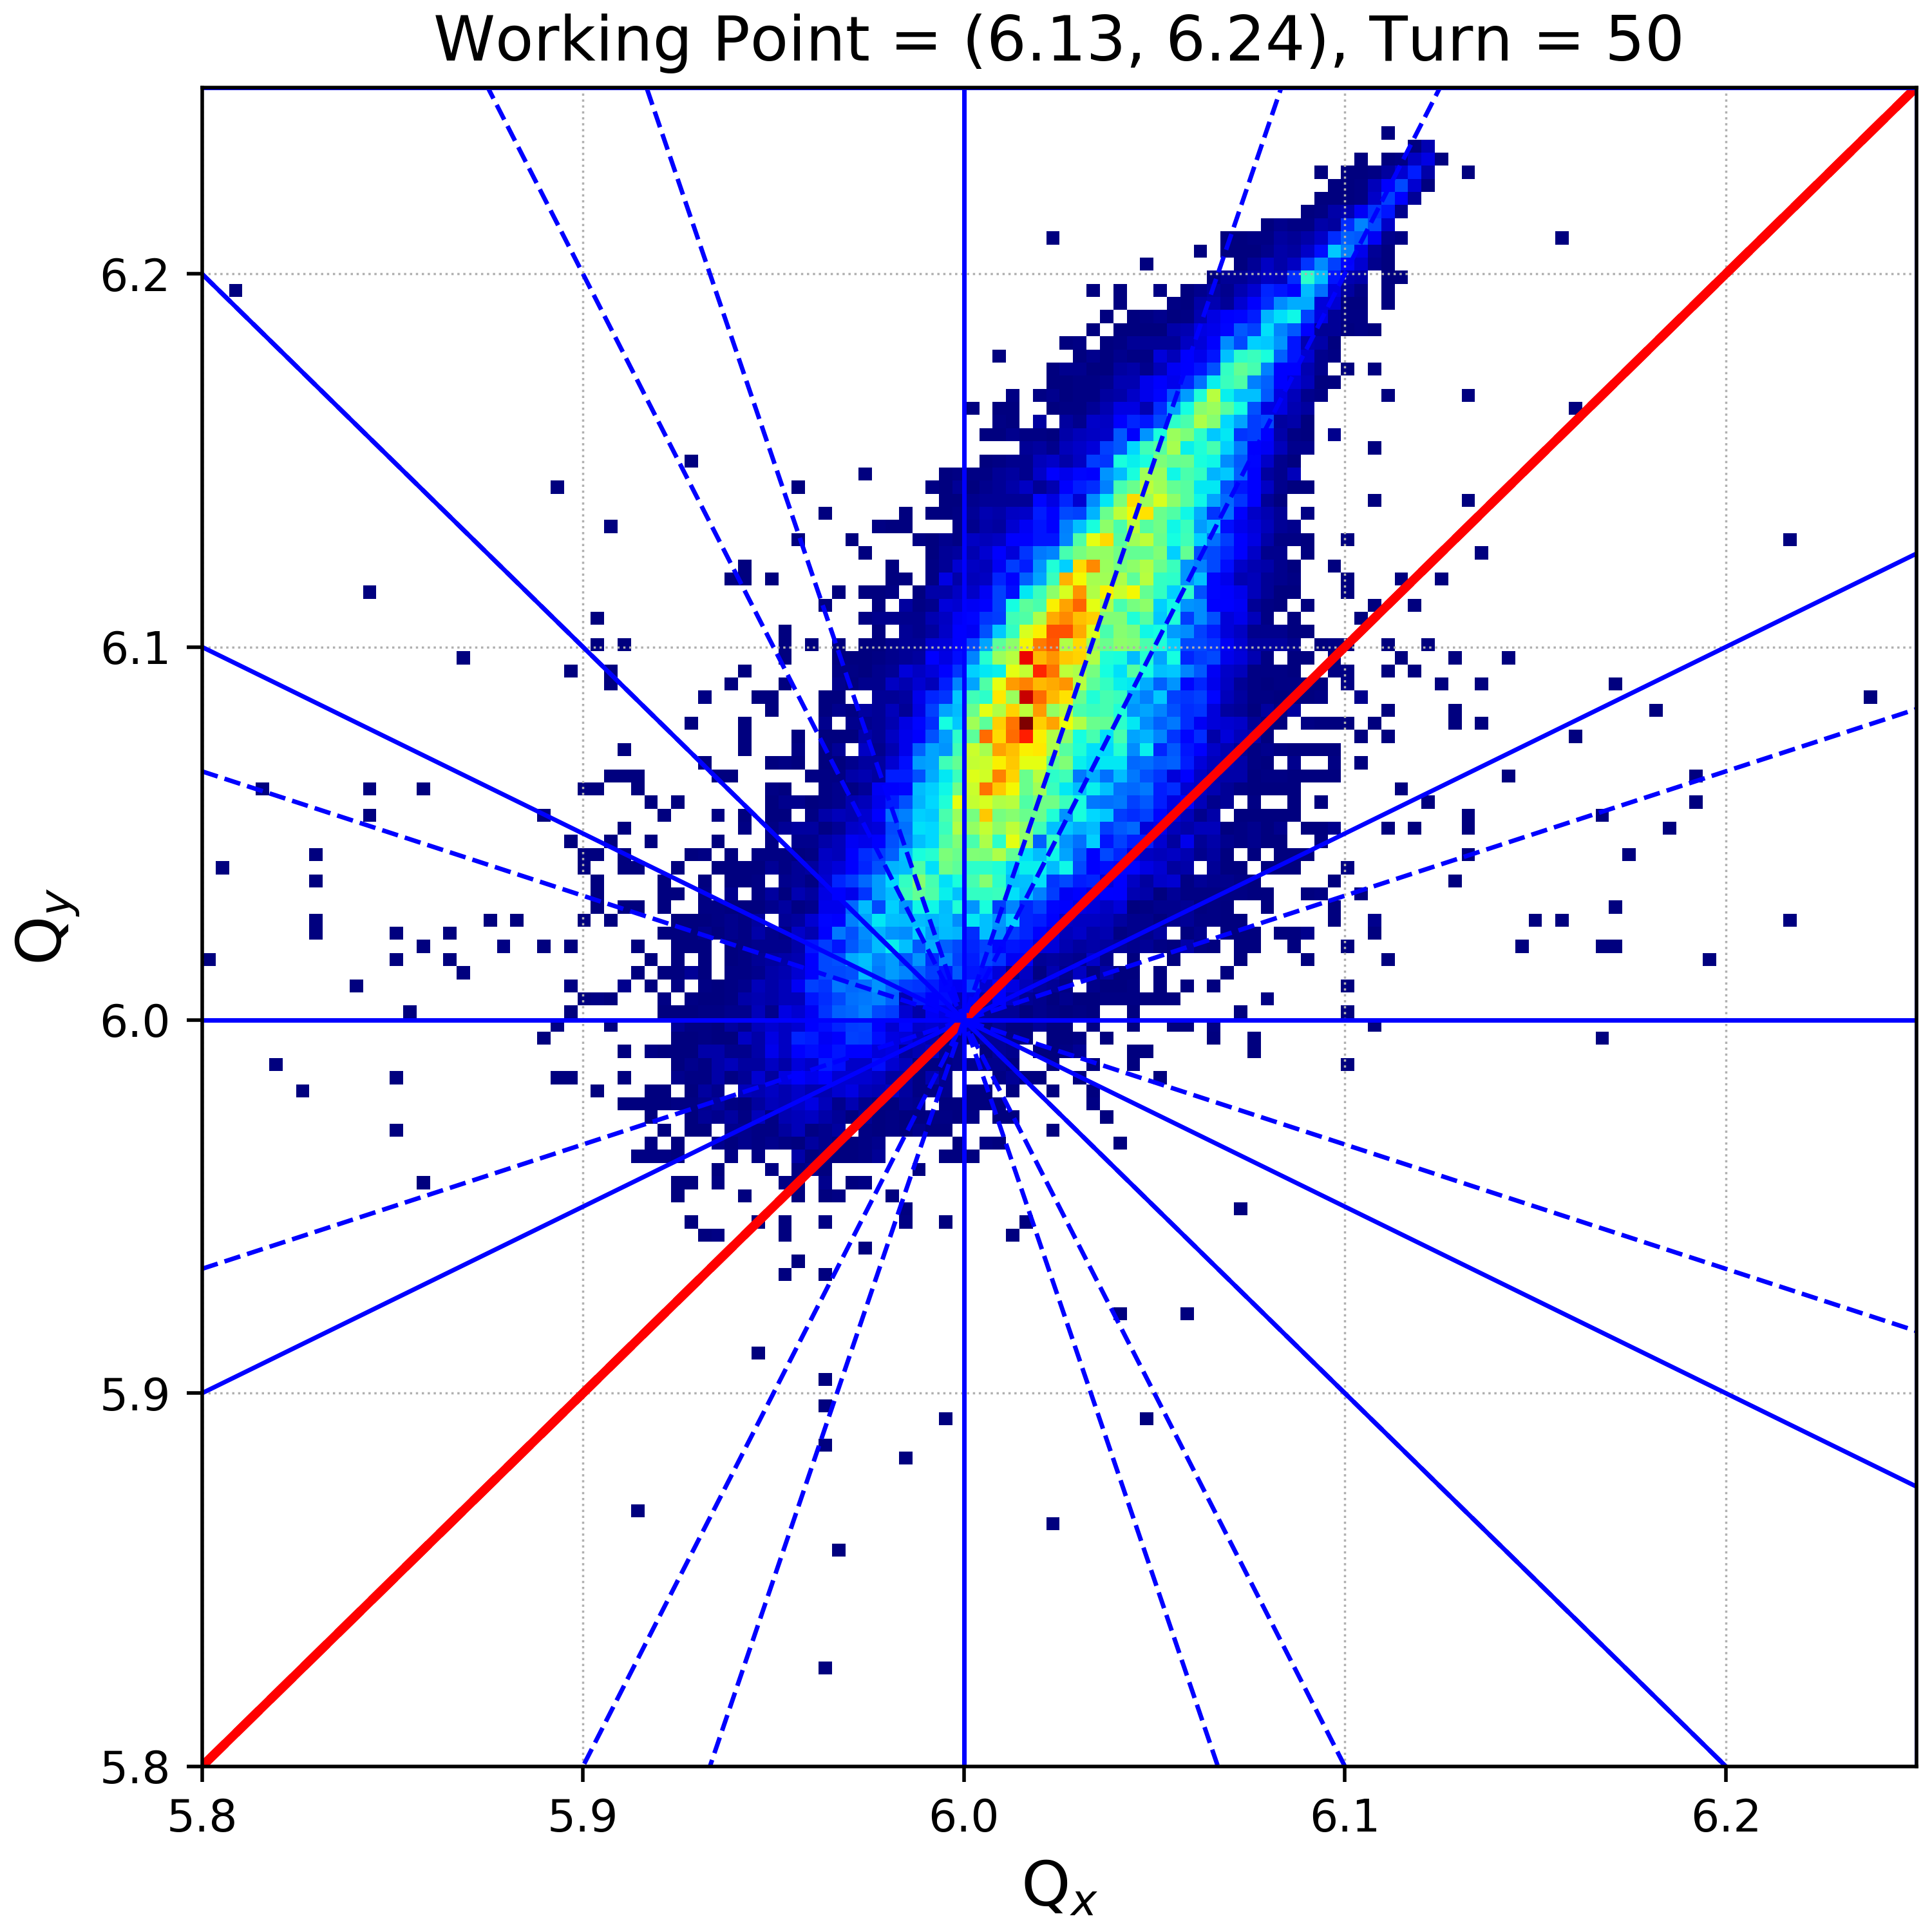 Working Point = (6.13, 6.24), Turn = 50
6.2
6.1
6.0
5.9
5.8
Qy
5.8 5.9 6.0 6.1 6.2
Qx